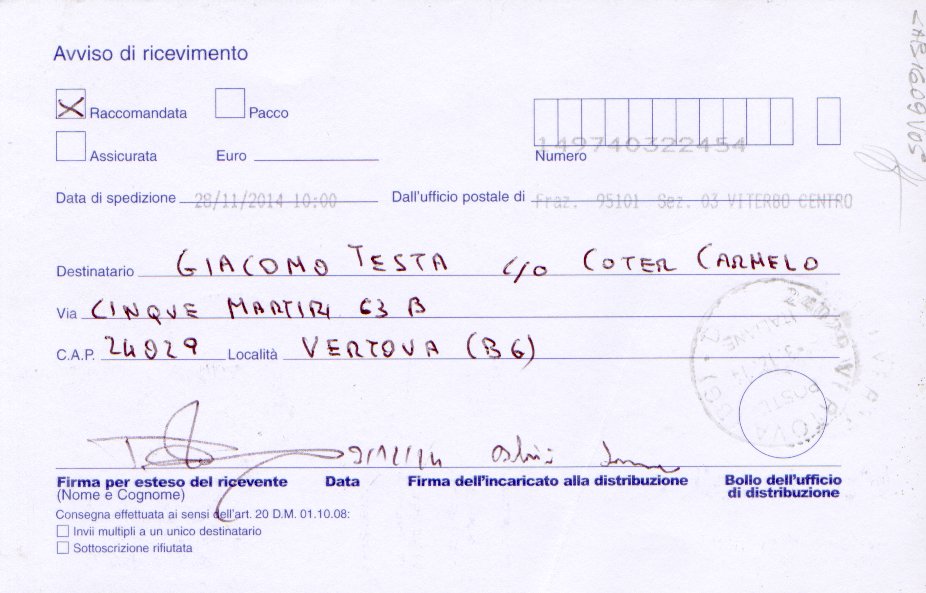 Avviso di ricevimento
Raccomandata Pacco
149740322454
Assicurata Euro Numero
Data di spedizione 28/11/2014 10:00 Dall'ufficio postale di Fraz. 95101 Sez. 03 VITERBO CENTRO
Destinatario GIACOMO TESTA c/o COTER CARMELO
Via CINQUE MARTIRI 63 B
C.A.P. 24029 Località VERTOVA (BG)
Firma per esteso del ricevente Data Firma dell'incaricato alla distribuzione Bollo dell'ufficio
(Nome e Cognome) di distribuzione
Consegna effettuata ai sensi dell'art. 20 D.M. 01.10.08:
Invii multipli a un unico destinatario
Sottoscrizione rifiutata